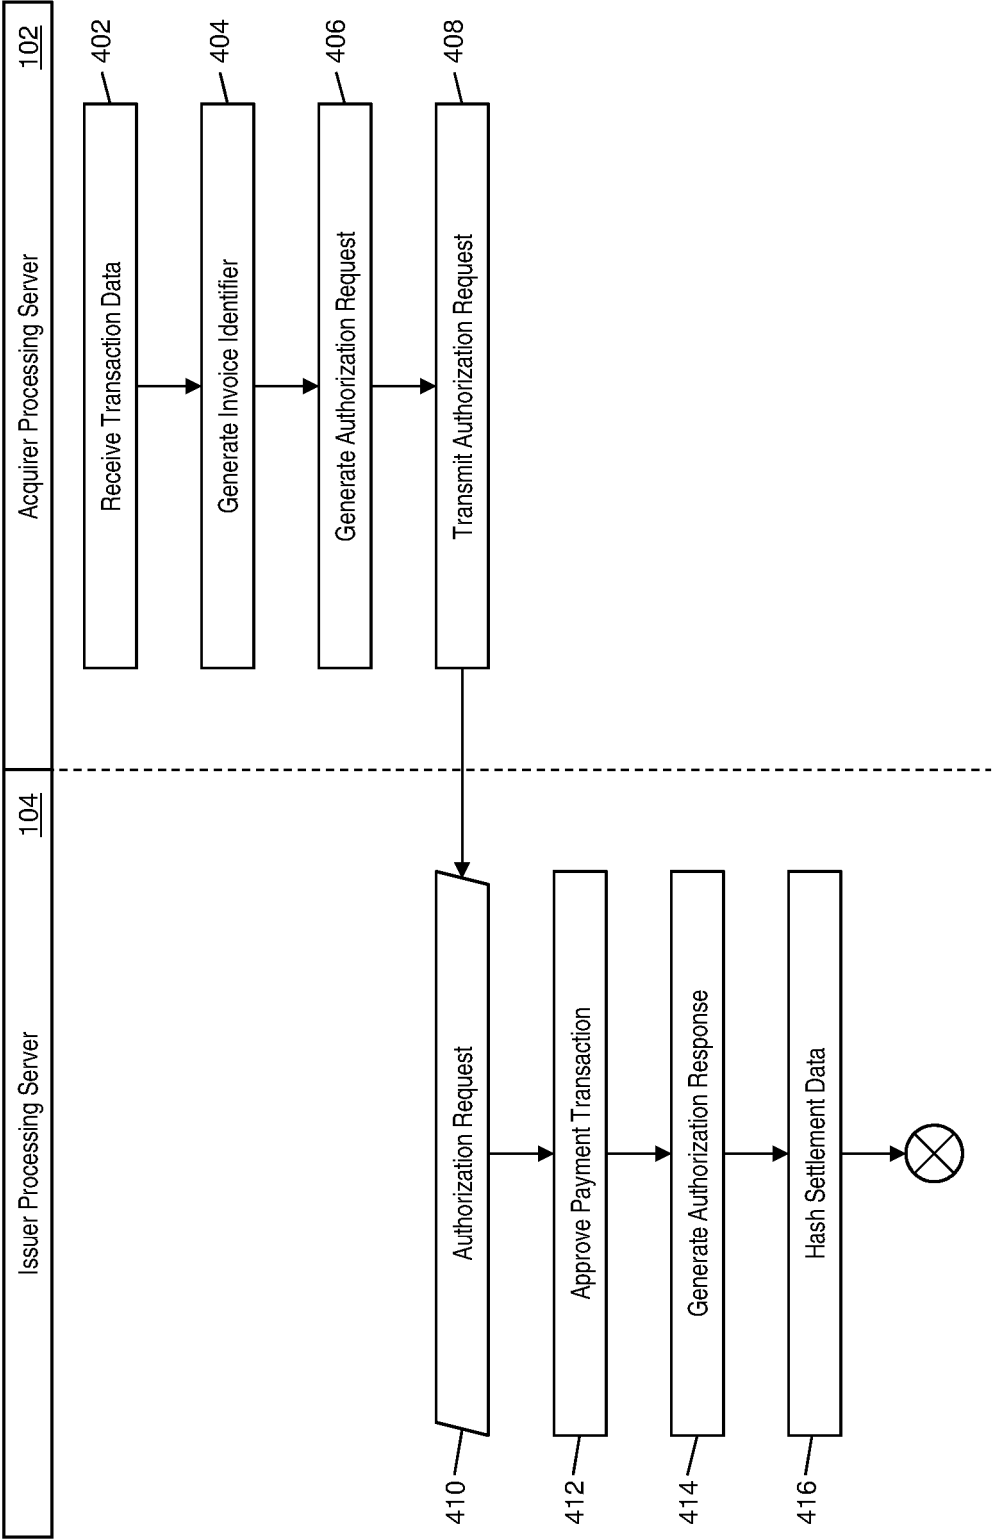 Issuer Processing Server
104
Acquirer Processing Server
102
Receive Transaction Data
402
Generate Invoice Identifier
404
Generate Authorization Request
406
Transmit Authorization Request
408
410
Authorization Request
412
Approve Payment Transaction
414
Generate Authorization Response
416
Hash Settlement Data